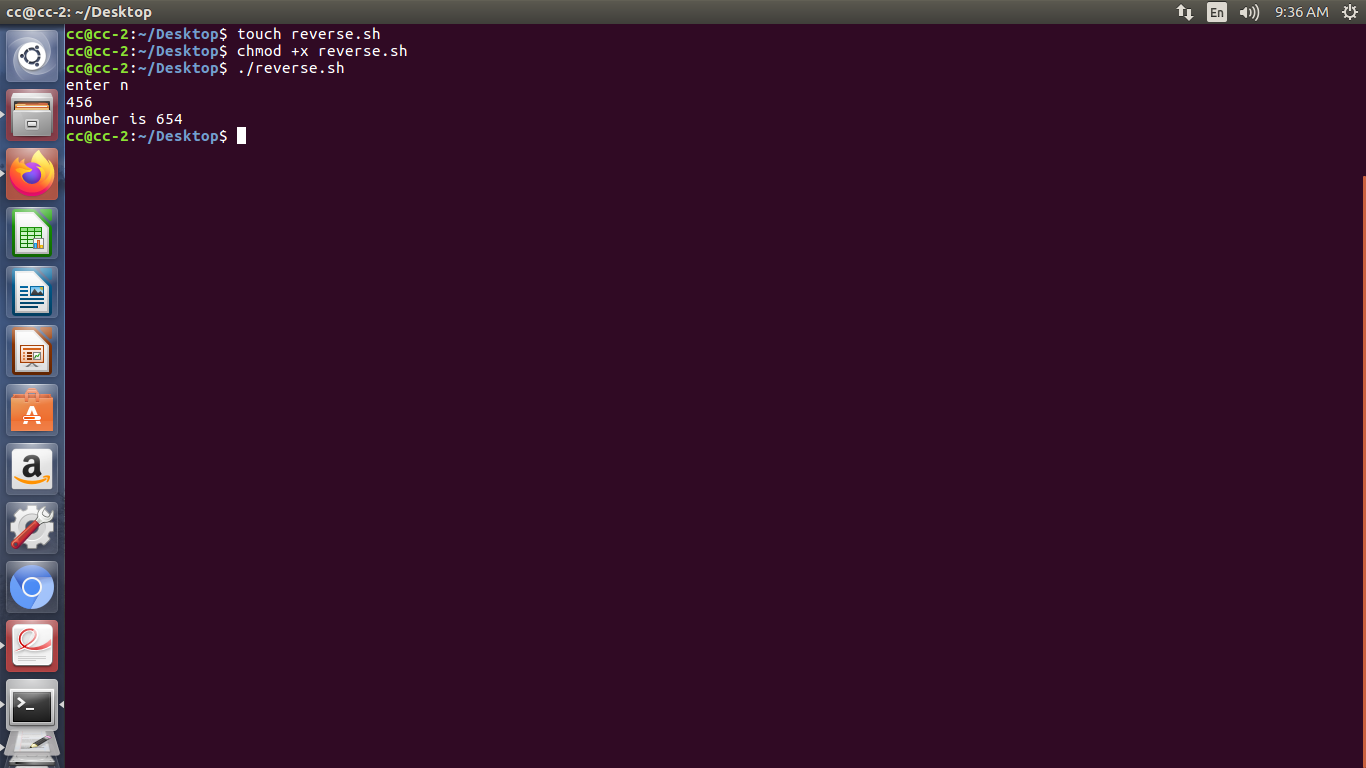 cc@cc-2: ~/Desktop
En
9:36 AM
cc@cc-2:~/Desktop$ touch reverse.sh
cc@cc-2:~/Desktop$ chmod +x reverse.sh
cc@cc-2:~/Desktop$ ./reverse.sh
enter n
456
number is 654
cc@cc-2:~/Desktop$
A
a
>_